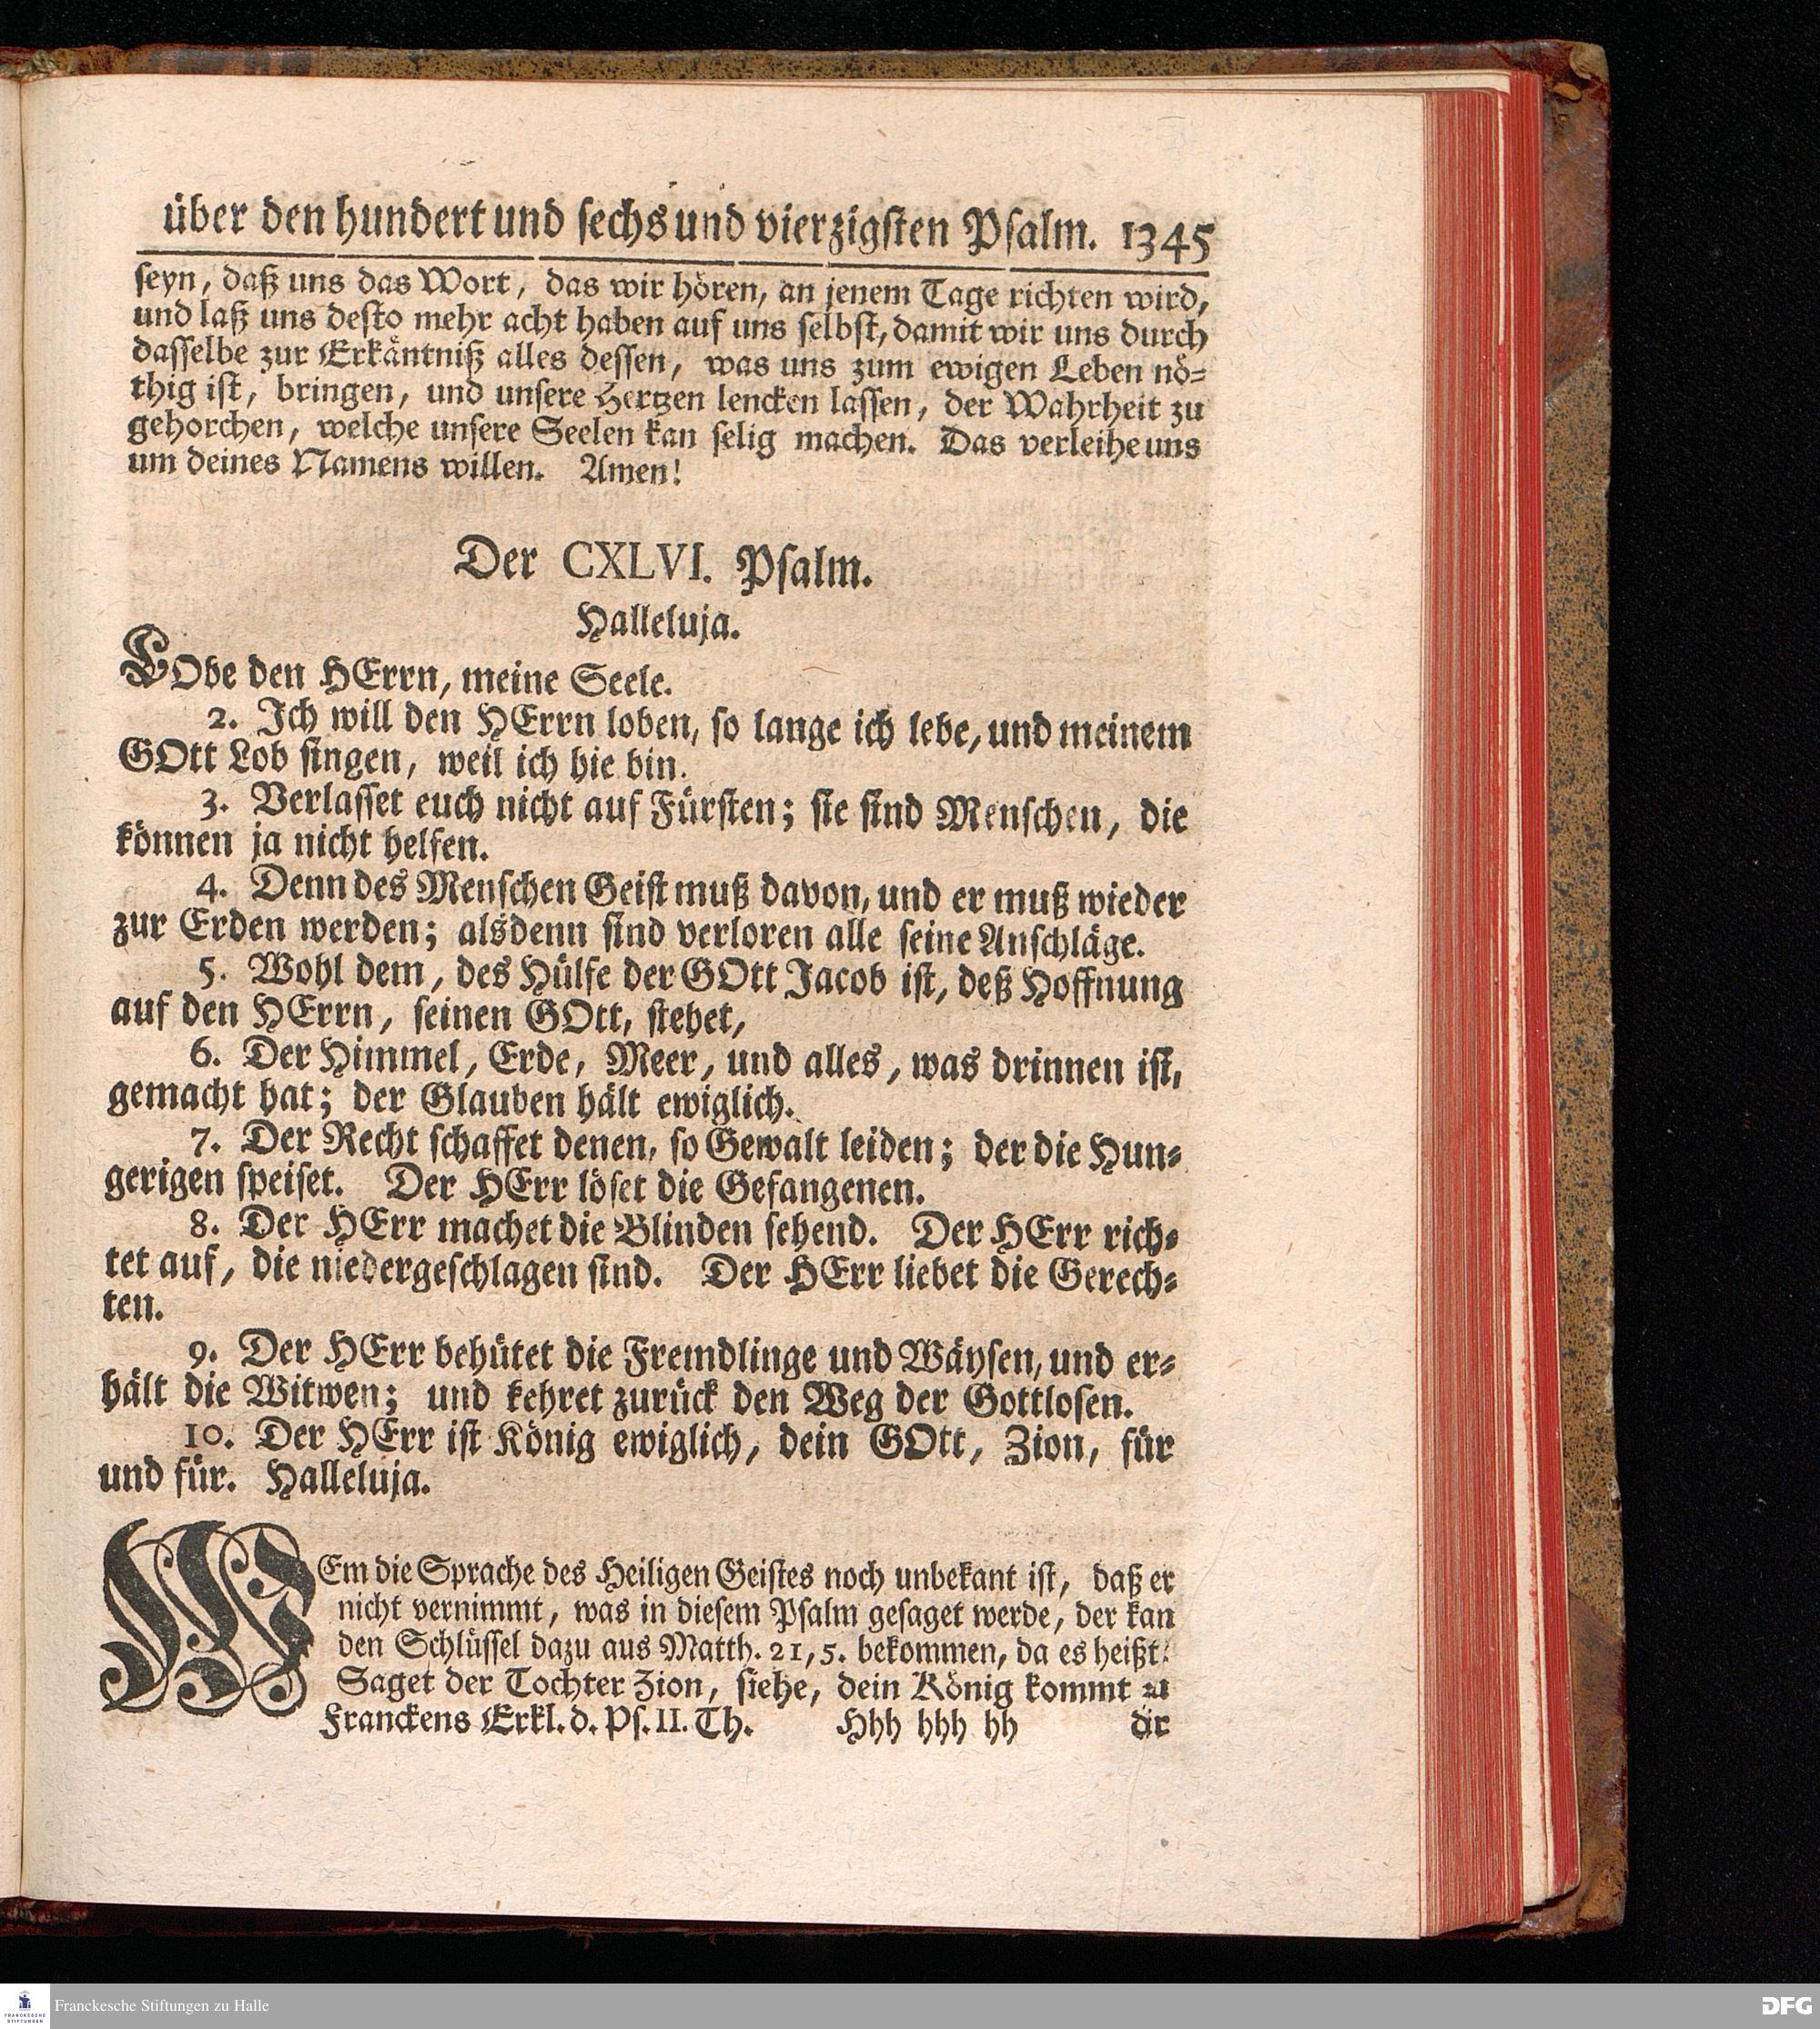 über den hundert und sechs und vierzigsten Psalm. 1345
seyn, daß uns das Wort, das wir hören, an jenem Tage richten wird,
und laß uns desto mehr acht haben auf uns selbst, damit wir uns durch
dasselbe zur Erkäntniß alles dessen, was uns zum ewigen Leben nö-
thig ist, bringen, und unsere Hertzen lencken lassen, der Wahrheit zu
gehorchen, welche unsere Seelen kan selig machen. Das verleihe uns
um deines Namens willen. Amen!
Der CXLVI. Psalm.
Halleluja.
LObe den HErrn, meine Seele.
2. Ich will den HErrn loben, so lange ich lebe, und meinem
GOtt Lob singen, weil ich hie bin.
3. Verlasset euch nicht auf Fürsten; sie sind Menschen, die
können ja nicht helfen.
4. Denn des Menschen Geist muß davon, und er muß wieder
zur Erden werden; alsdenn sind verloren alle seine Anschläge.
5. Wohl dem, des Hülfe der GOtt Jacob ist, deß Hoffnung
auf den HErrn, seinen GOtt, stehet,
6. Der Himmel, Erde, Meer, und alles, was drinnen ist,
gemacht hat; der Glauben hält ewiglich.
7. Der Recht schaffet denen, so Gewalt leiden; der die Hun-
gerigen speiset. Der HErr löset die Gefangenen.
8. Der HErr machet die Blinden sehend. Der HErr rich-
tet auf, die niedergeschlagen sind. Der HErr liebet die Gerech-
ten.
9. Der HErr behütet die Fremdlinge und Wäysen, und er-
hält die Witwen; und kehret zurück den Weg der Gottlosen.
10. Der HErr ist König ewiglich, dein GOtt, Zion, für
und für. Halleluja.
WEm die Sprache des Heiligen Geistes noch unbekant ist, daß er
nicht vernimmt, was in diesem Psalm gesaget werde, der kan
den Schlüssel dazu aus Matth. 21, 5. bekommen, da es heißt:
Saget der Tochter Zion, siehe, dein König kommt zu
Franckens Erkl. d. Ps. II. Th. Hhh hhh hh dir
FRANCKESCHE STIFTUNGEN
Franckesche Stiftungen zu Halle
DFG